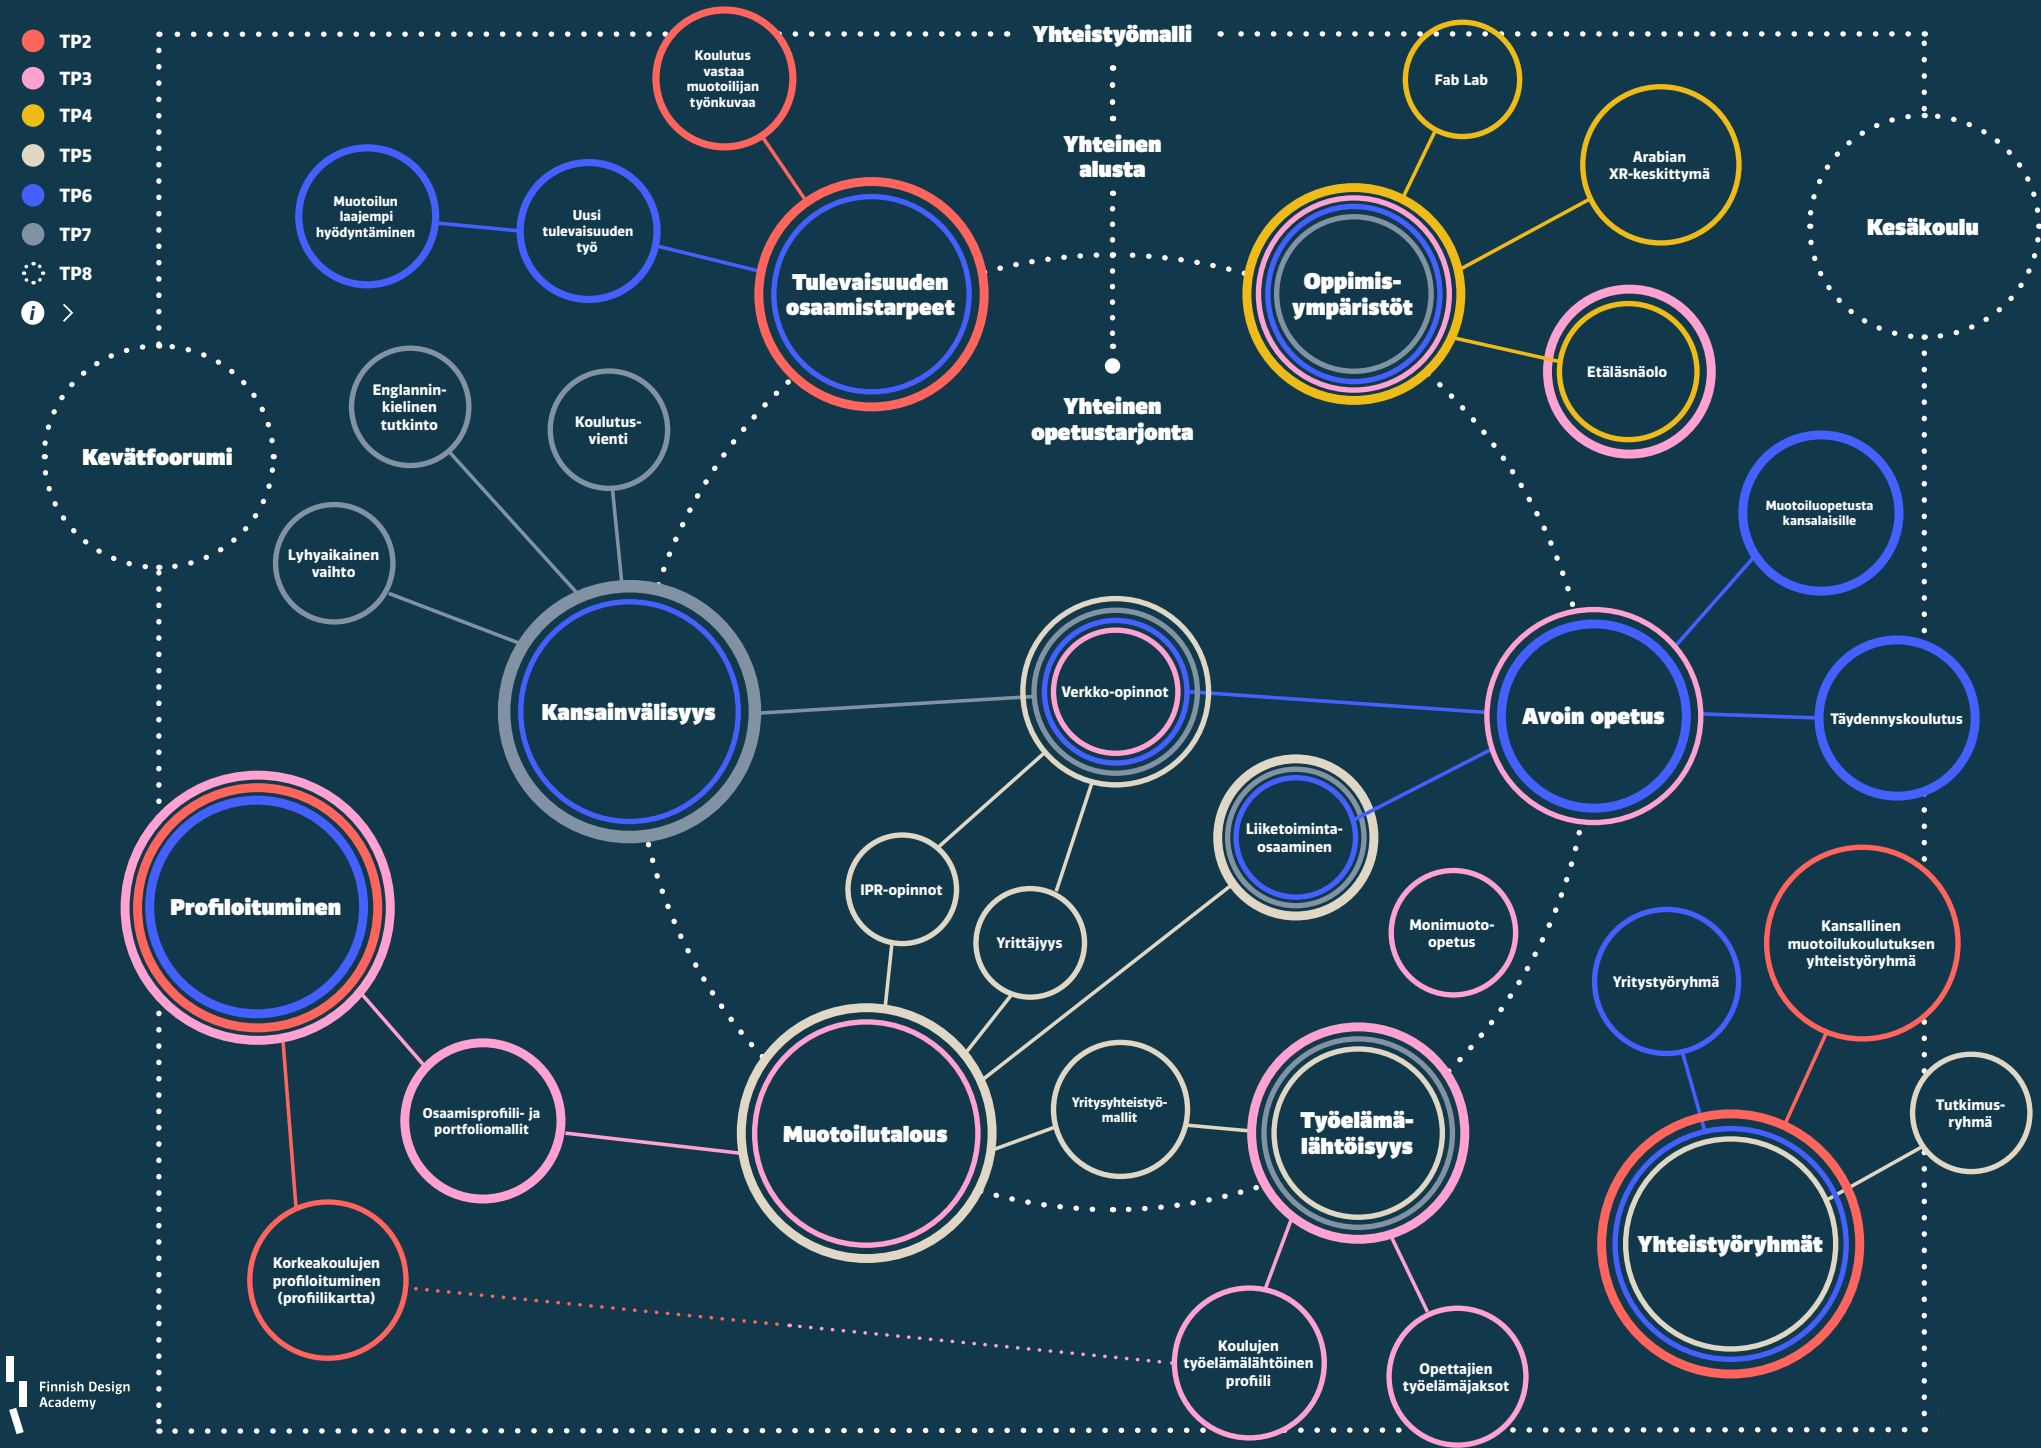 TP2
TP3
TP4
TP5
TP6
TP7
TP8
i
Yhteistyömalli
Yhteinen
alusta
Yhteinen
opetustarjonta
Koulutus
vastaa
muotoilijan
työnkuvaa
Muotoilun
laajempi
hyödyntäminen
Uusi
tulevaisuuden
työ
Tulevaisuuden
osaamistarpeet
Fab Lab
Arabian
XR-keskittymä
Oppimis-
ympäristöt
Etäläsnäolo
Kesäkoulu
Kevätfoorumi
Englannin-
kielinen
tutkinto
Koulutus-
vienti
Lyhyaikainen
vaihto
Kansainvälisyys
Verkko-opinnot
Avoin opetus
Muotoiluopetusta
kansalaisille
Täydennyskoulutus
Liiketoiminta-
osaaminen
IPR-opinnot
Yrittäjyys
Monimuoto-
opetus
Profiloituminen
Osaamisprofiili- ja
portfoliomallit
Muotoilutalous
Yritysyhteistyö-
mallit
Työelämä-
lähtöisyys
Yritystyöryhmä
Kansallinen
muotoilukoulutuksen
yhteistyöryhmä
Tutkimus-
ryhmä
Yhteistyöryhmät
Korkeakoulujen
profiloituminen
(profiilikartta)
Koulujen
työelämälähtöinen
profiili
Opettajien
työelämäjaksot
Finnish Design
Academy